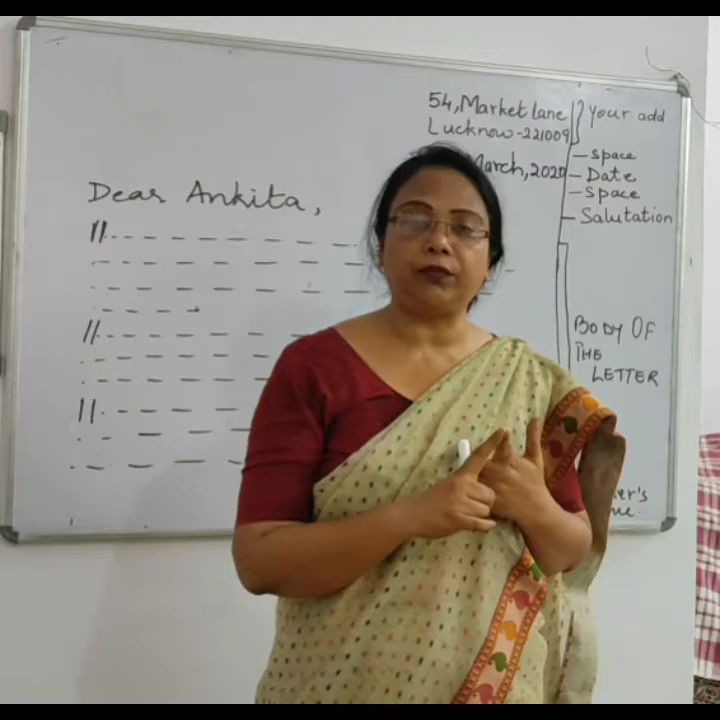 54, Market lane
Lucknow-221009
March, 2020
Dear Ankita,
Your add
space
Date
space
Salutation
BODY OF
THE
LETTER